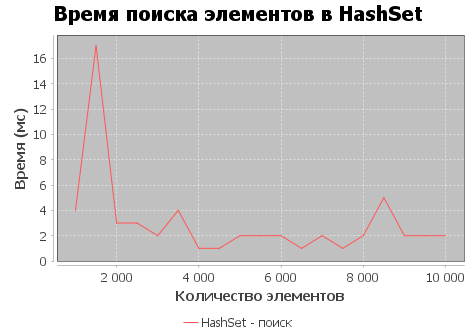 Время поиска элементов в HashSet
Время (мс)
16
14
12
10
8
6
4
2
0
2 000 4 000 6 000 8 000 10 000
Количество элементов
HashSet - поиск